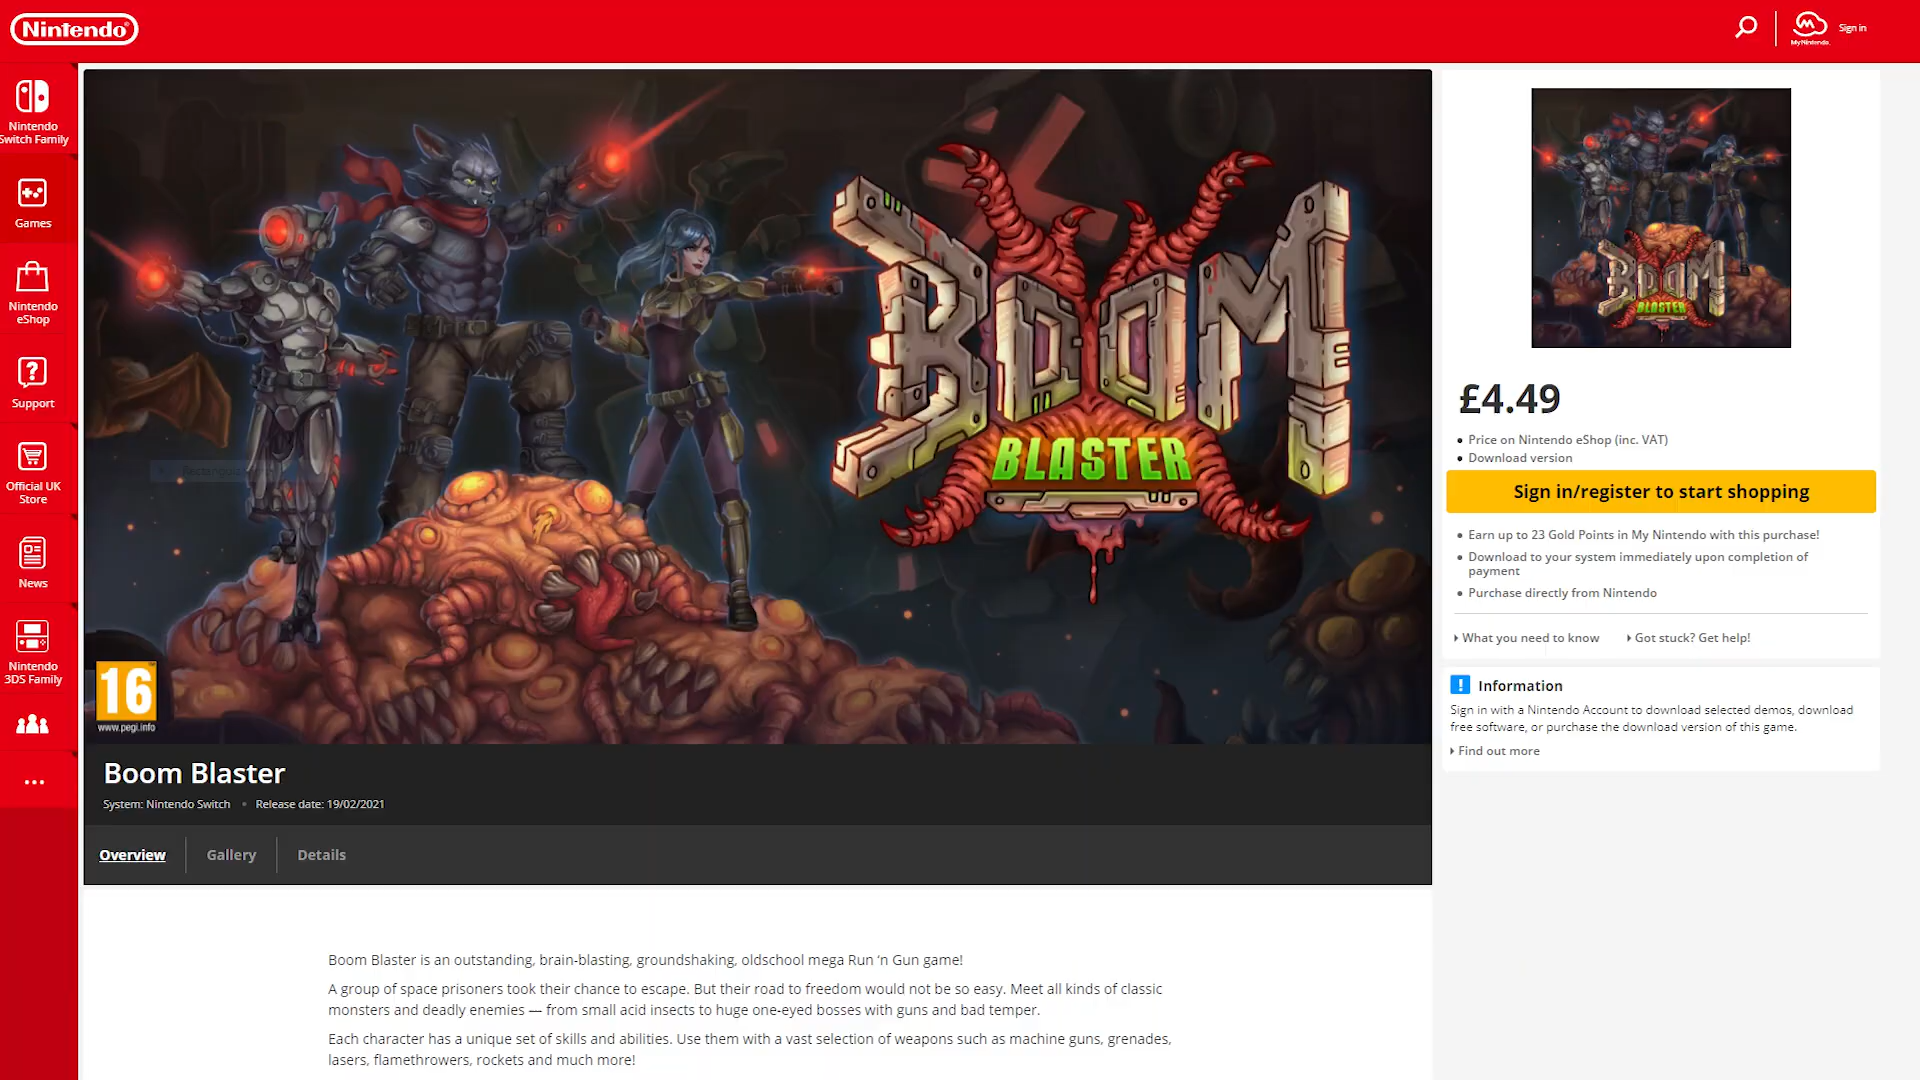 Nintendo
Sign in
My Nintendo
Nintendo
Switch Family
Games
Nintendo
eShop
Support
Official UK
Store
News
Nintendo
3DS Family
BOOM
BLASTER
16
www.pegi.info
Boom Blaster
System: Nintendo Switch
Release date: 19/02/2021
Overview
Gallery
Details
Boom Blaster is an outstanding, brain-blasting, groundshaking, oldschool mega Run ‘n Gun game!
A group of space prisoners took their chance to escape. But their road to freedom would not be so easy. Meet all kinds of classic
monsters and deadly enemies — from small acid insects to huge one-eyed bosses with guns and bad temper.
Each character has a unique set of skills and abilities. Use them with a vast selection of weapons such as machine guns, grenades,
lasers, flamethrowers, rockets and much more!
BOOM
BLASTER
£4.49
Price on Nintendo eShop (inc. VAT)
Download version
Sign in/register to start shopping
Earn up to 23 Gold Points in My Nintendo with this purchase!
Download to your system immediately upon completion of
payment
Purchase directly from Nintendo
What you need to know
Got stuck? Get help!
Information
Sign in with a Nintendo Account to download selected demos, download
free software, or purchase the download version of this game.
Find out more